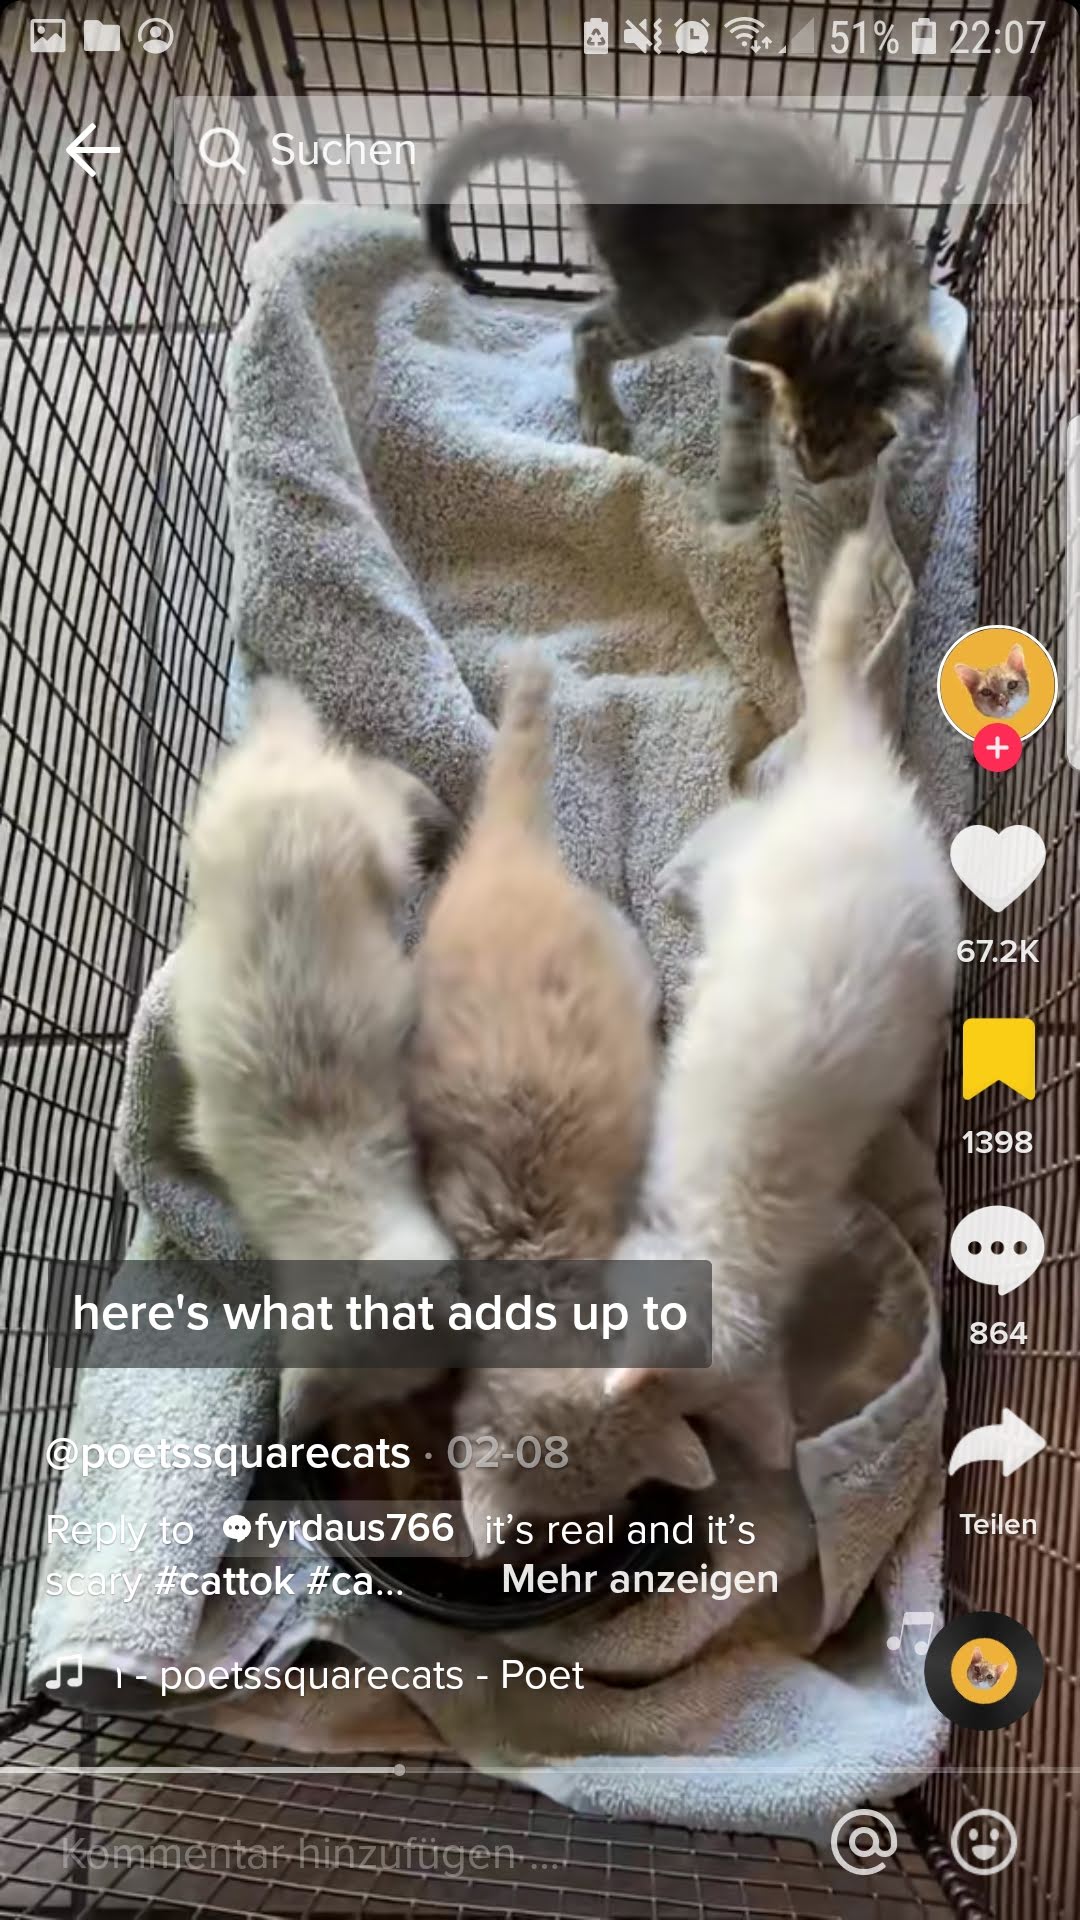 51% 22:07
Suchen
67.2K
1398
864
here's what that adds up to
@poetssquarecats · 02-08
Reply to fyrdaus766 it's real and it's
scary #cattok #ca... Mehr anzeigen
Teilen
- poetssquarecats - Poet
Kommentar hinzufügen ...